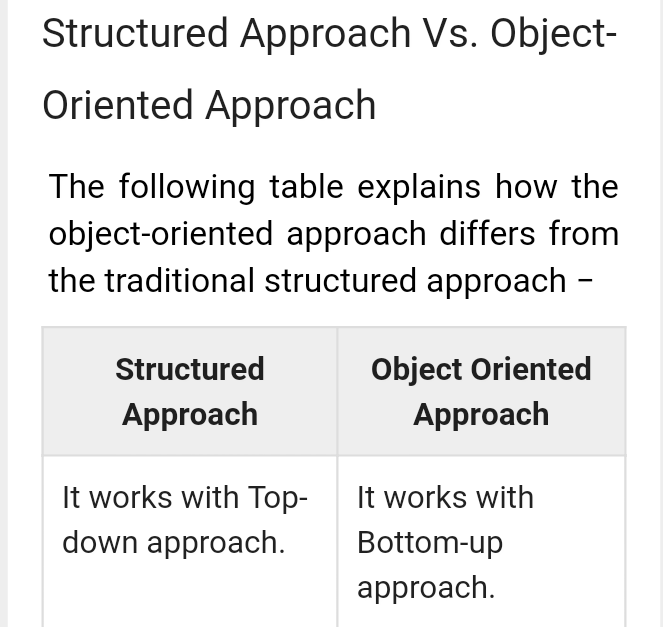 Structured Approach Vs. Object-
Oriented Approach
The following table explains how the
object-oriented approach differs from
the traditional structured approach −
Structured
Approach
Object Oriented
Approach
It works with Top-
down approach.
It works with
Bottom-up
approach.